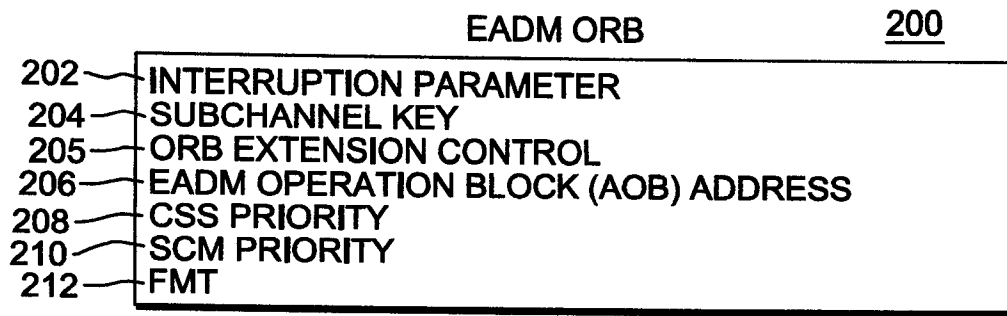 EADM ORB 200
202 INTERRUPTION PARAMETER
204 SUBCHANNEL KEY
205 ORB EXTENSION CONTROL
206 EADM OPERATION BLOCK (AOB) ADDRESS
208 CSS PRIORITY
210 SCM PRIORITY
212 FMT